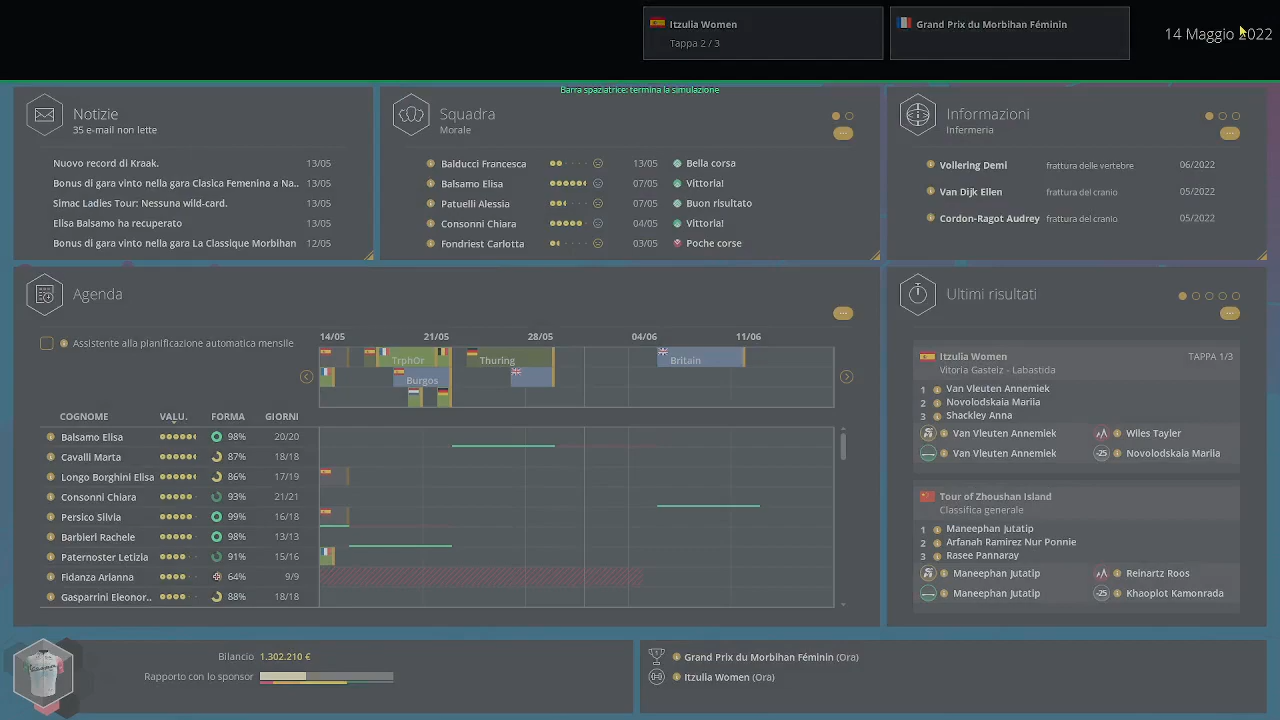 Itzulia Women
Tappa 2 / 3
Grand Prix du Morbihan Féminin
14 Maggio 2022
Barra spaziatrice: termina la simulazione
Notizie
35 e-mail non lette
Nuovo record di Kraak. 13/05
Bonus di gara vinto nella gara Clasica Femenina a Na.. 13/05
Simac Ladies Tour: Nessuna wild-card. 13/05
Elisa Balsamo ha recuperato 13/05
Bonus di gara vinto nella gara La Classique Morbihan 12/05
Squadra
Morale
Balducci Francesca 13/05 Bella corsa
Balsamo Elisa 07/05 Vittoria!
Patuelli Alessia 07/05 Buon risultato
Consonni Chiara 04/05 Vittoria!
Fondriest Carlotta 03/05 Poche corse
Informazioni
Infermeria
Vollering Demi frattura delle vertebre 06/2022
Van Dijk Ellen frattura del cranio 05/2022
Cordon-Ragot Audrey frattura del cranio 05/2022
Agenda
Assistente alla pianificazione automatica mensile
14/05 21/05 28/05 04/06 11/06
TrphOr Thuring Britain
Burgos
COGNOME VALU. FORMA GIORNI
Balsamo Elisa 98% 20/20
Cavalli Marta 87% 18/18
Longo Borghini Elisa 86% 17/19
Consonni Chiara 93% 21/21
Persico Silvia 99% 16/18
Barbieri Rachele 98% 13/13
Paternoster Letizia 91% 15/16
Fidanza Arianna 64% 9/9
Gasparrini Eleonor.. 88% 18/18
Ultimi risultati
Itzulia Women TAPPA 1/3
Vitoria Gasteiz - Labastida
1 Van Vleuten Annemiek
2 Novolodskaia Mariia
3 Shackley Anna
Van Vleuten Annemiek Wiles Tayler
Van Vleuten Annemiek -25 Novolodskaia Mariia
Tour of Zhoushan Island
Classifica generale
1 Maneephan Jutatip
2 Arfanah Ramirez Nur Ponnie
3 Rasee Pannaray
Maneephan Jutatip Reinartz Roos
Maneephan Jutatip -25 Khaoplot Kamonrada
Bilancio 1.302.210 €
Rapporto con lo sponsor
Grand Prix du Morbihan Féminin (Ora)
Itzulia Women (Ora)